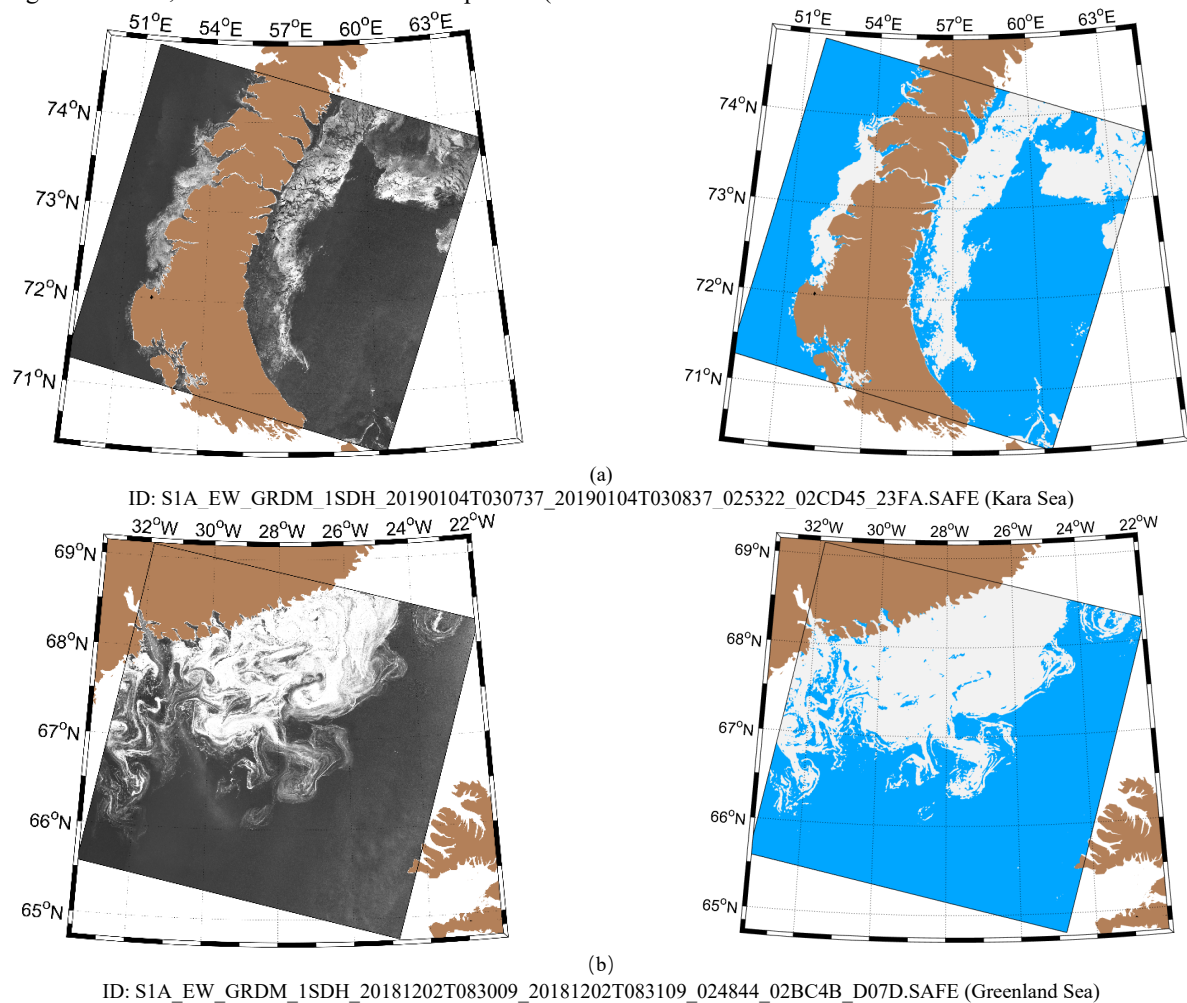 51°E 54°E 57°E 60°E 63°E 51°E 54°E 57°E 60°E 63°E
74°N 74°N
73°N 73°N
72°N 72°N
71°N 71°N
(a)
ID: S1A_EW_GRDM_1SDH_20190104T030737_20190104T030837_025322_02CD45_23FA.SAFE (Kara Sea)
32°W 30°W 28°W 26°W 24°W 22°W 32°W 30°W 28°W 26°W 24°W 22°W
69°N 69°N
68°N 68°N
67°N 67°N
66°N 66°N
65°N 65°N
(b)
ID: S1A_EW_GRDM_1SDH_20181202T083009_20181202T083109_024844_02BC4B_D07D.SAFE (Greenland Sea)